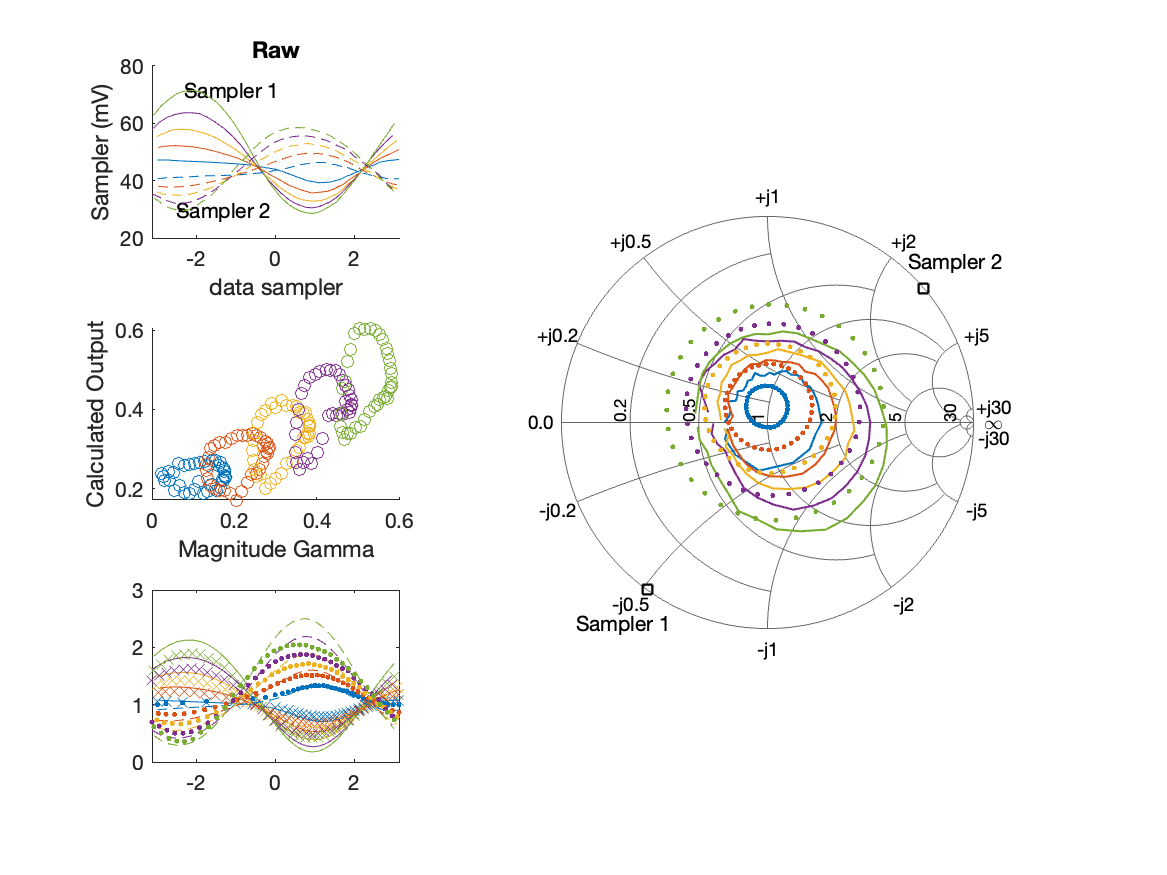 Raw
80
60
40
20
Sampler (mV)
Sampler 1
Sampler 2
-2
0
2
data sampler
0.6
0.4
0.2
Calculated Output
0
0.2
0.4
0.6
Magnitude Gamma
3
2
1
0
-2
0
2
+j1
+j0.5
+j2
Sampler 2
+j0.2
+j5
0.0
0.2
0.5
1
2
5
30
+j30
∞
-j30
-j0.2
-j5
-j0.5
-j2
Sampler 1
-j1